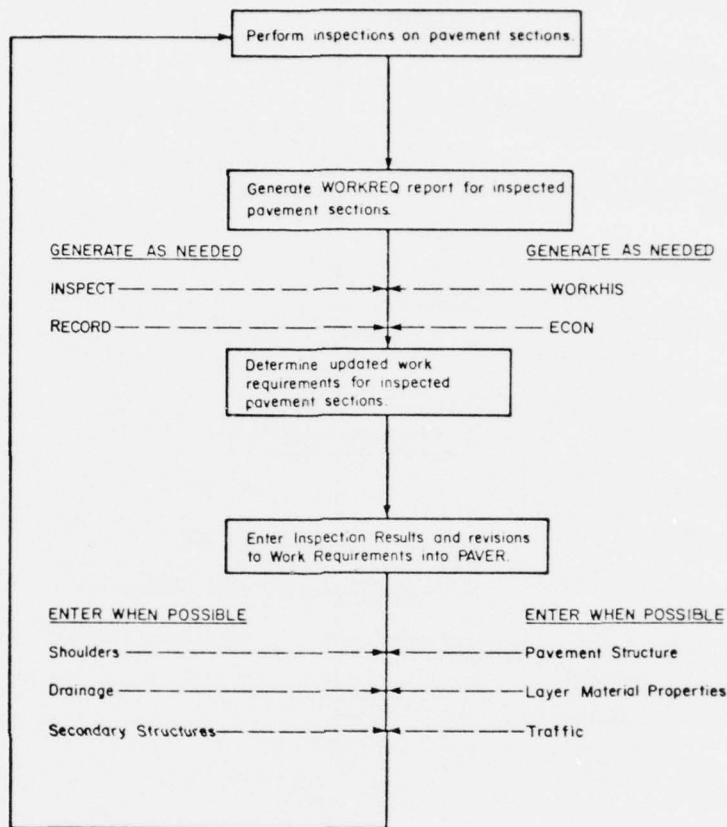 Perform inspections on pavement sections.
Generate WORKREQ report for inspected
pavement sections.
GENERATE AS NEEDED
GENERATE AS NEEDED
INSPECT
WORKHIS
RECORD
ECON
Determine updated work
requirements for inspected
pavement sections.
Enter Inspection Results and revisions
to Work Requirements into PAVER.
ENTER WHEN POSSIBLE
ENTER WHEN POSSIBLE
Shoulders
Pavement Structure
Drainage
Layer Material Properties
Secondary Structures
Traffic